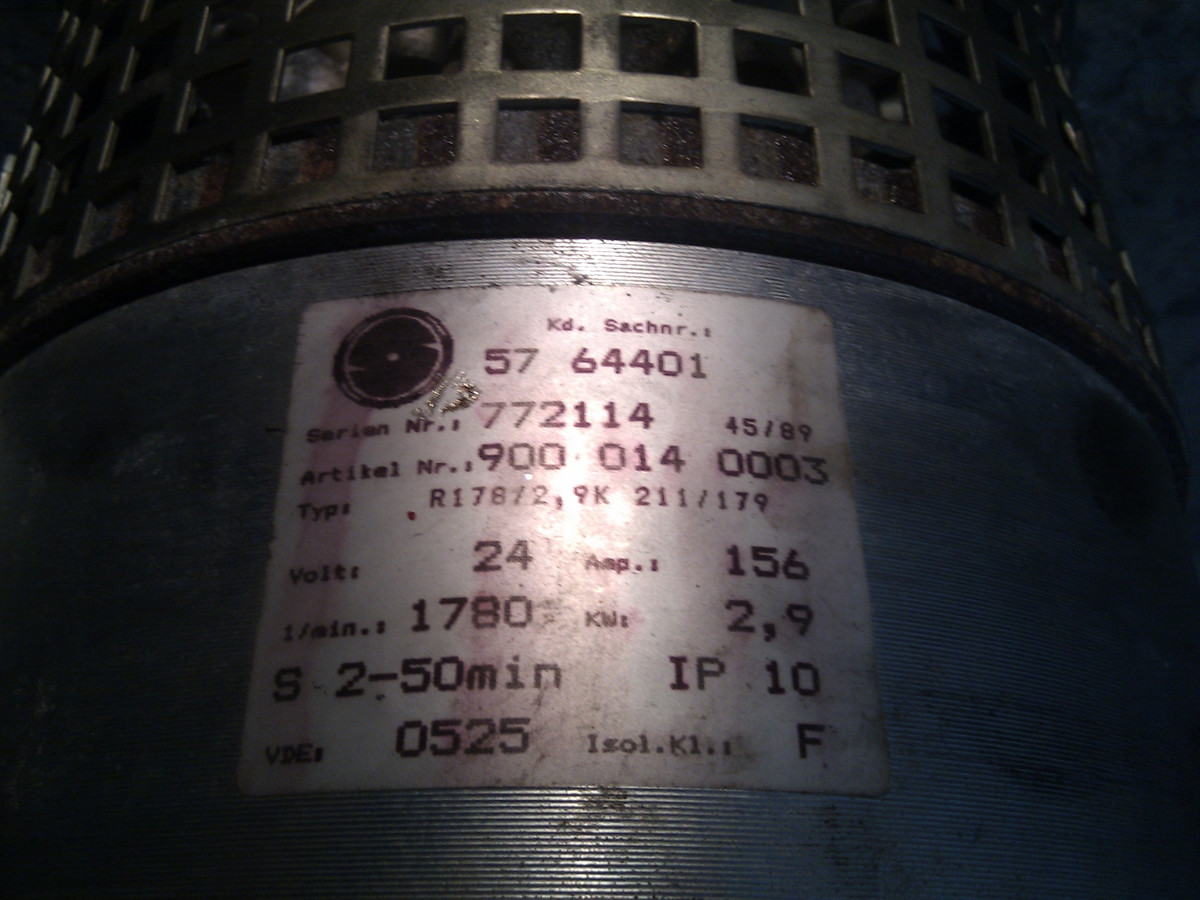 Kd. Sachnr.:
57 64401
Serien Nr.: 772114 45/89
Artikel Nr.: 900 014 0003
Typ: R178/2,9K 211/179
Volt: 24 Amp.: 156
1/min.: 1780 KW: 2,9
S 2-50min IP 10
VDE: 0525 Isol.Kl.: F